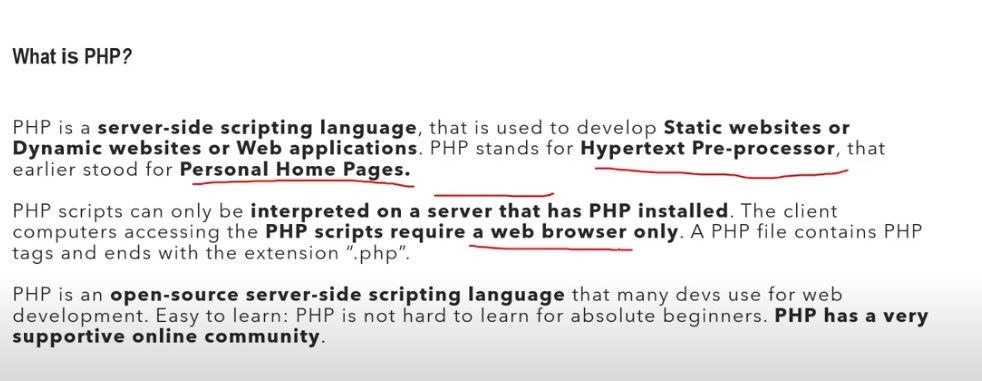 What is PHP?
PHP is a server-side scripting language, that is used to develop Static websites or
Dynamic websites or Web applications. PHP stands for Hypertext Pre-processor, that
earlier stood for Personal Home Pages.
PHP scripts can only be interpreted on a server that has PHP installed. The client
computers accessing the PHP scripts require a web browser only. A PHP file contains PHP
tags and ends with the extension “.php”.
PHP is an open-source server-side scripting language that many devs use for web
development. Easy to learn: PHP is not hard to learn for absolute beginners. PHP has a very
supportive online community.